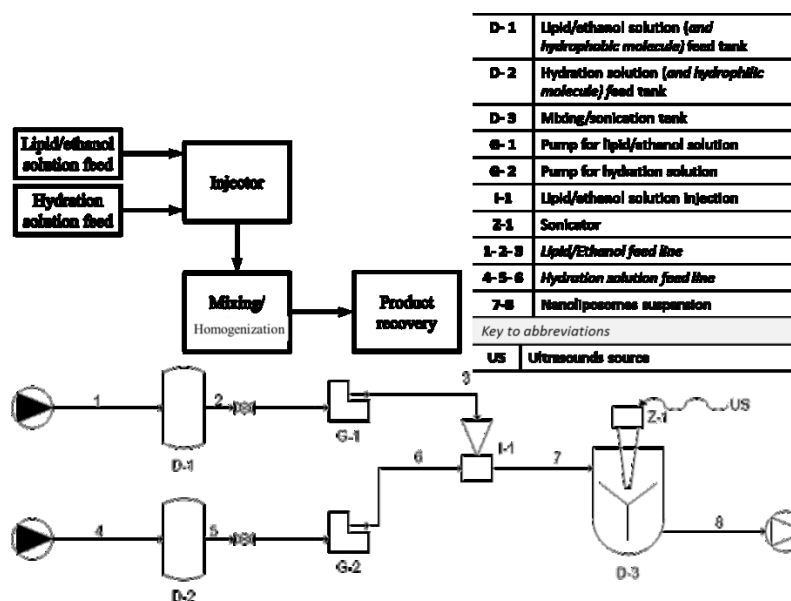 Lipid/ethanol
solution feed
Hydration
solution feed
Injector
Mixing/
Homogenization
Product
recovery
D- 1 Lipid/ethanol solution (and
hydrophobic molecule) feed tank
D- 2 Hydration solution (and hydrophilic
molecule) feed tank
D- 3 Mixing/sonication tank
G- 1 Pump for lipid/ethanol solution
G- 2 Pump for hydration solution
I-1 Lipid/ethanol solution injection
Z-1 Sonicator
1- 2- 3 Lipid/Ethanol feed line
4- 5- 6 Hydration solution feed line
7-8 Nanoliposomes suspension
Key to abbreviations
US Ultrasounds source
1
D-1
2
G-1
3
I-1
4
D-2
5
G-2
6
7
Z-1
US
D-3
8